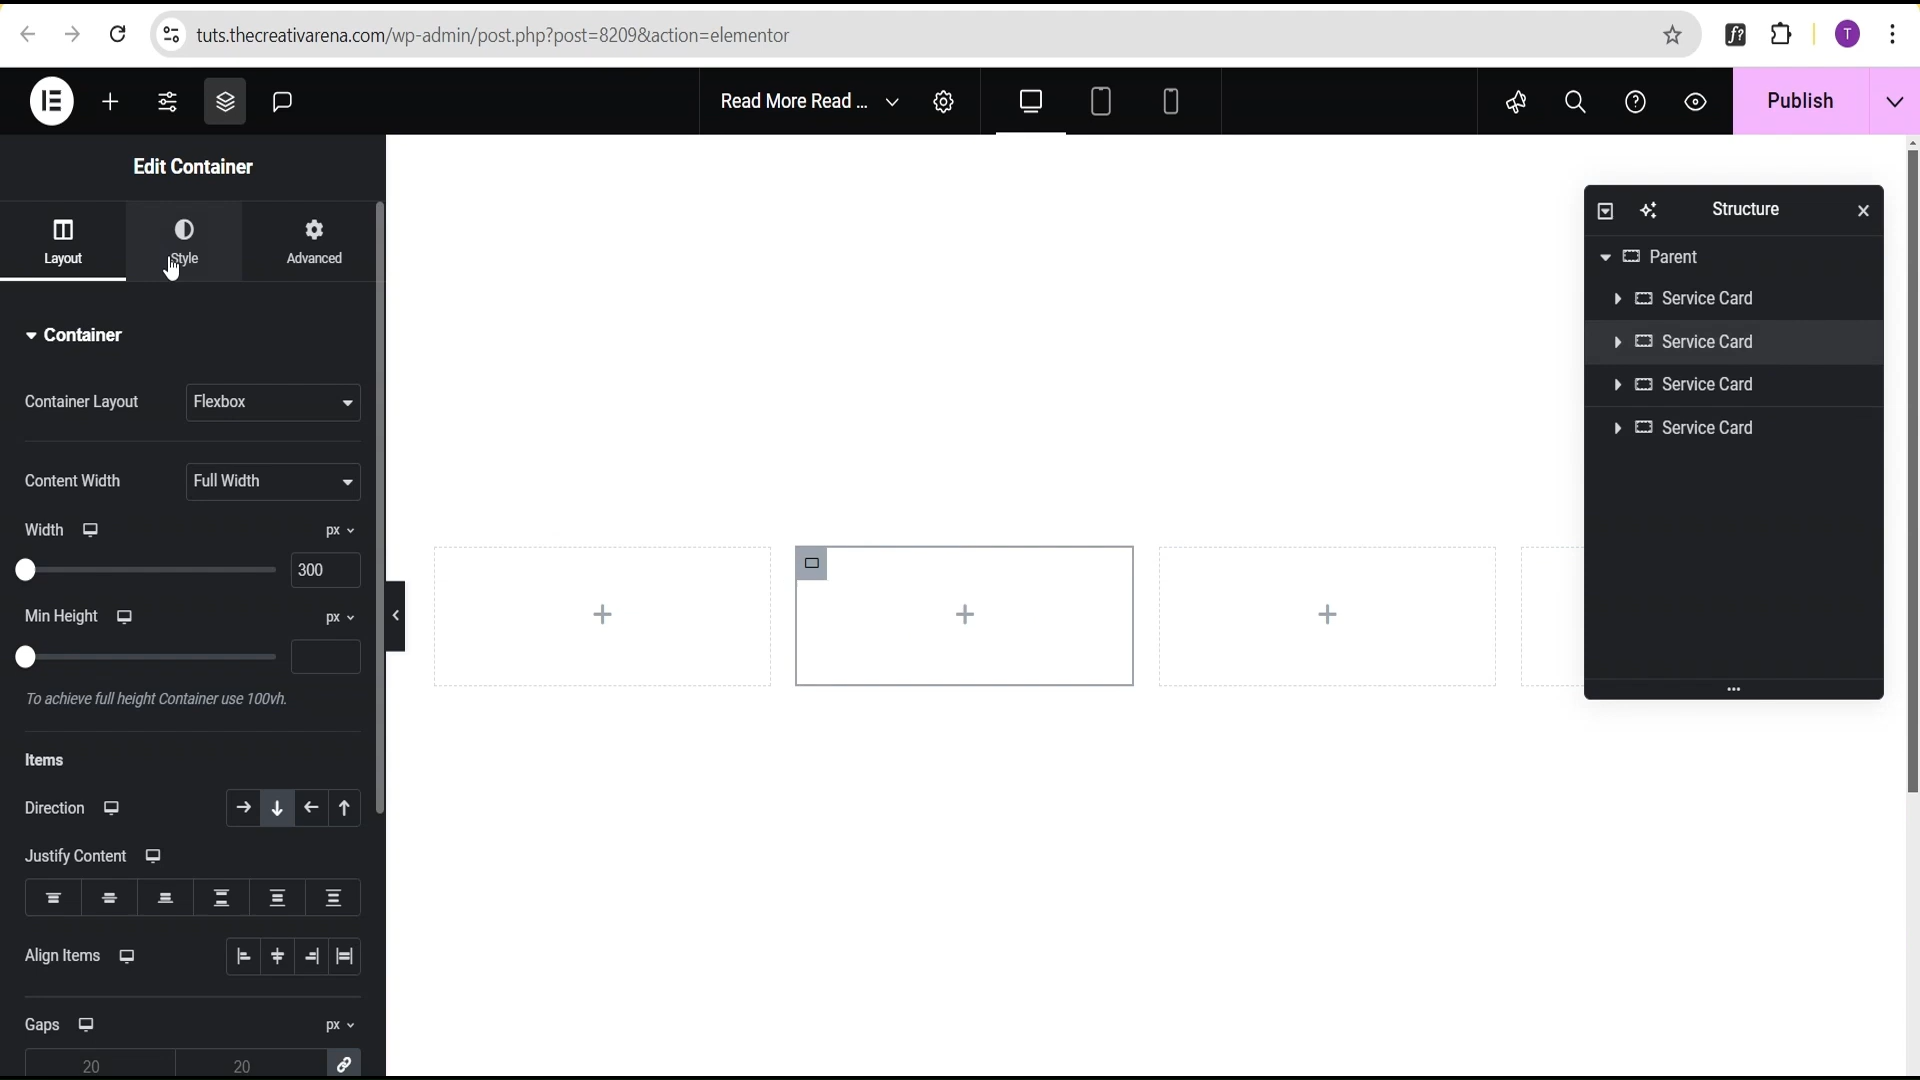 tuts.thecreativarena.com/wp-admin/post.php?post=8209&action=elementor
f?
T
Read More Read ...
Publish
Edit Container
Layout
Style
Advanced
Structure
Parent
Service Card
Service Card
Service Card
Service Card
Container
Container Layout
Flexbox
Content Width
Full Width
Width
px
300
Min Height
px
To achieve full height Container use 100vh.
Items
Direction
Justify Content
Align Items
Gaps
px
20
20